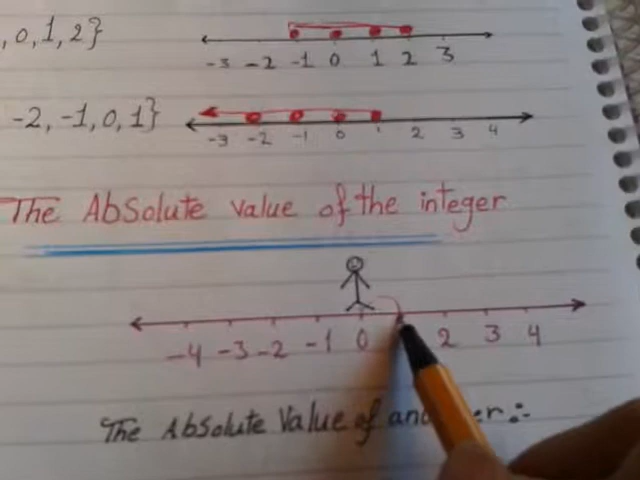 , 0, 1, 2}
-3 -2 -1 0 1 2 3
-2, -1, 0, 1}
-3 -2 -1 0 1 2 3 4
The Absolute value of the integer
-4 -3 -2 -1 0 2 3 4
The Absolute Value of an er :-